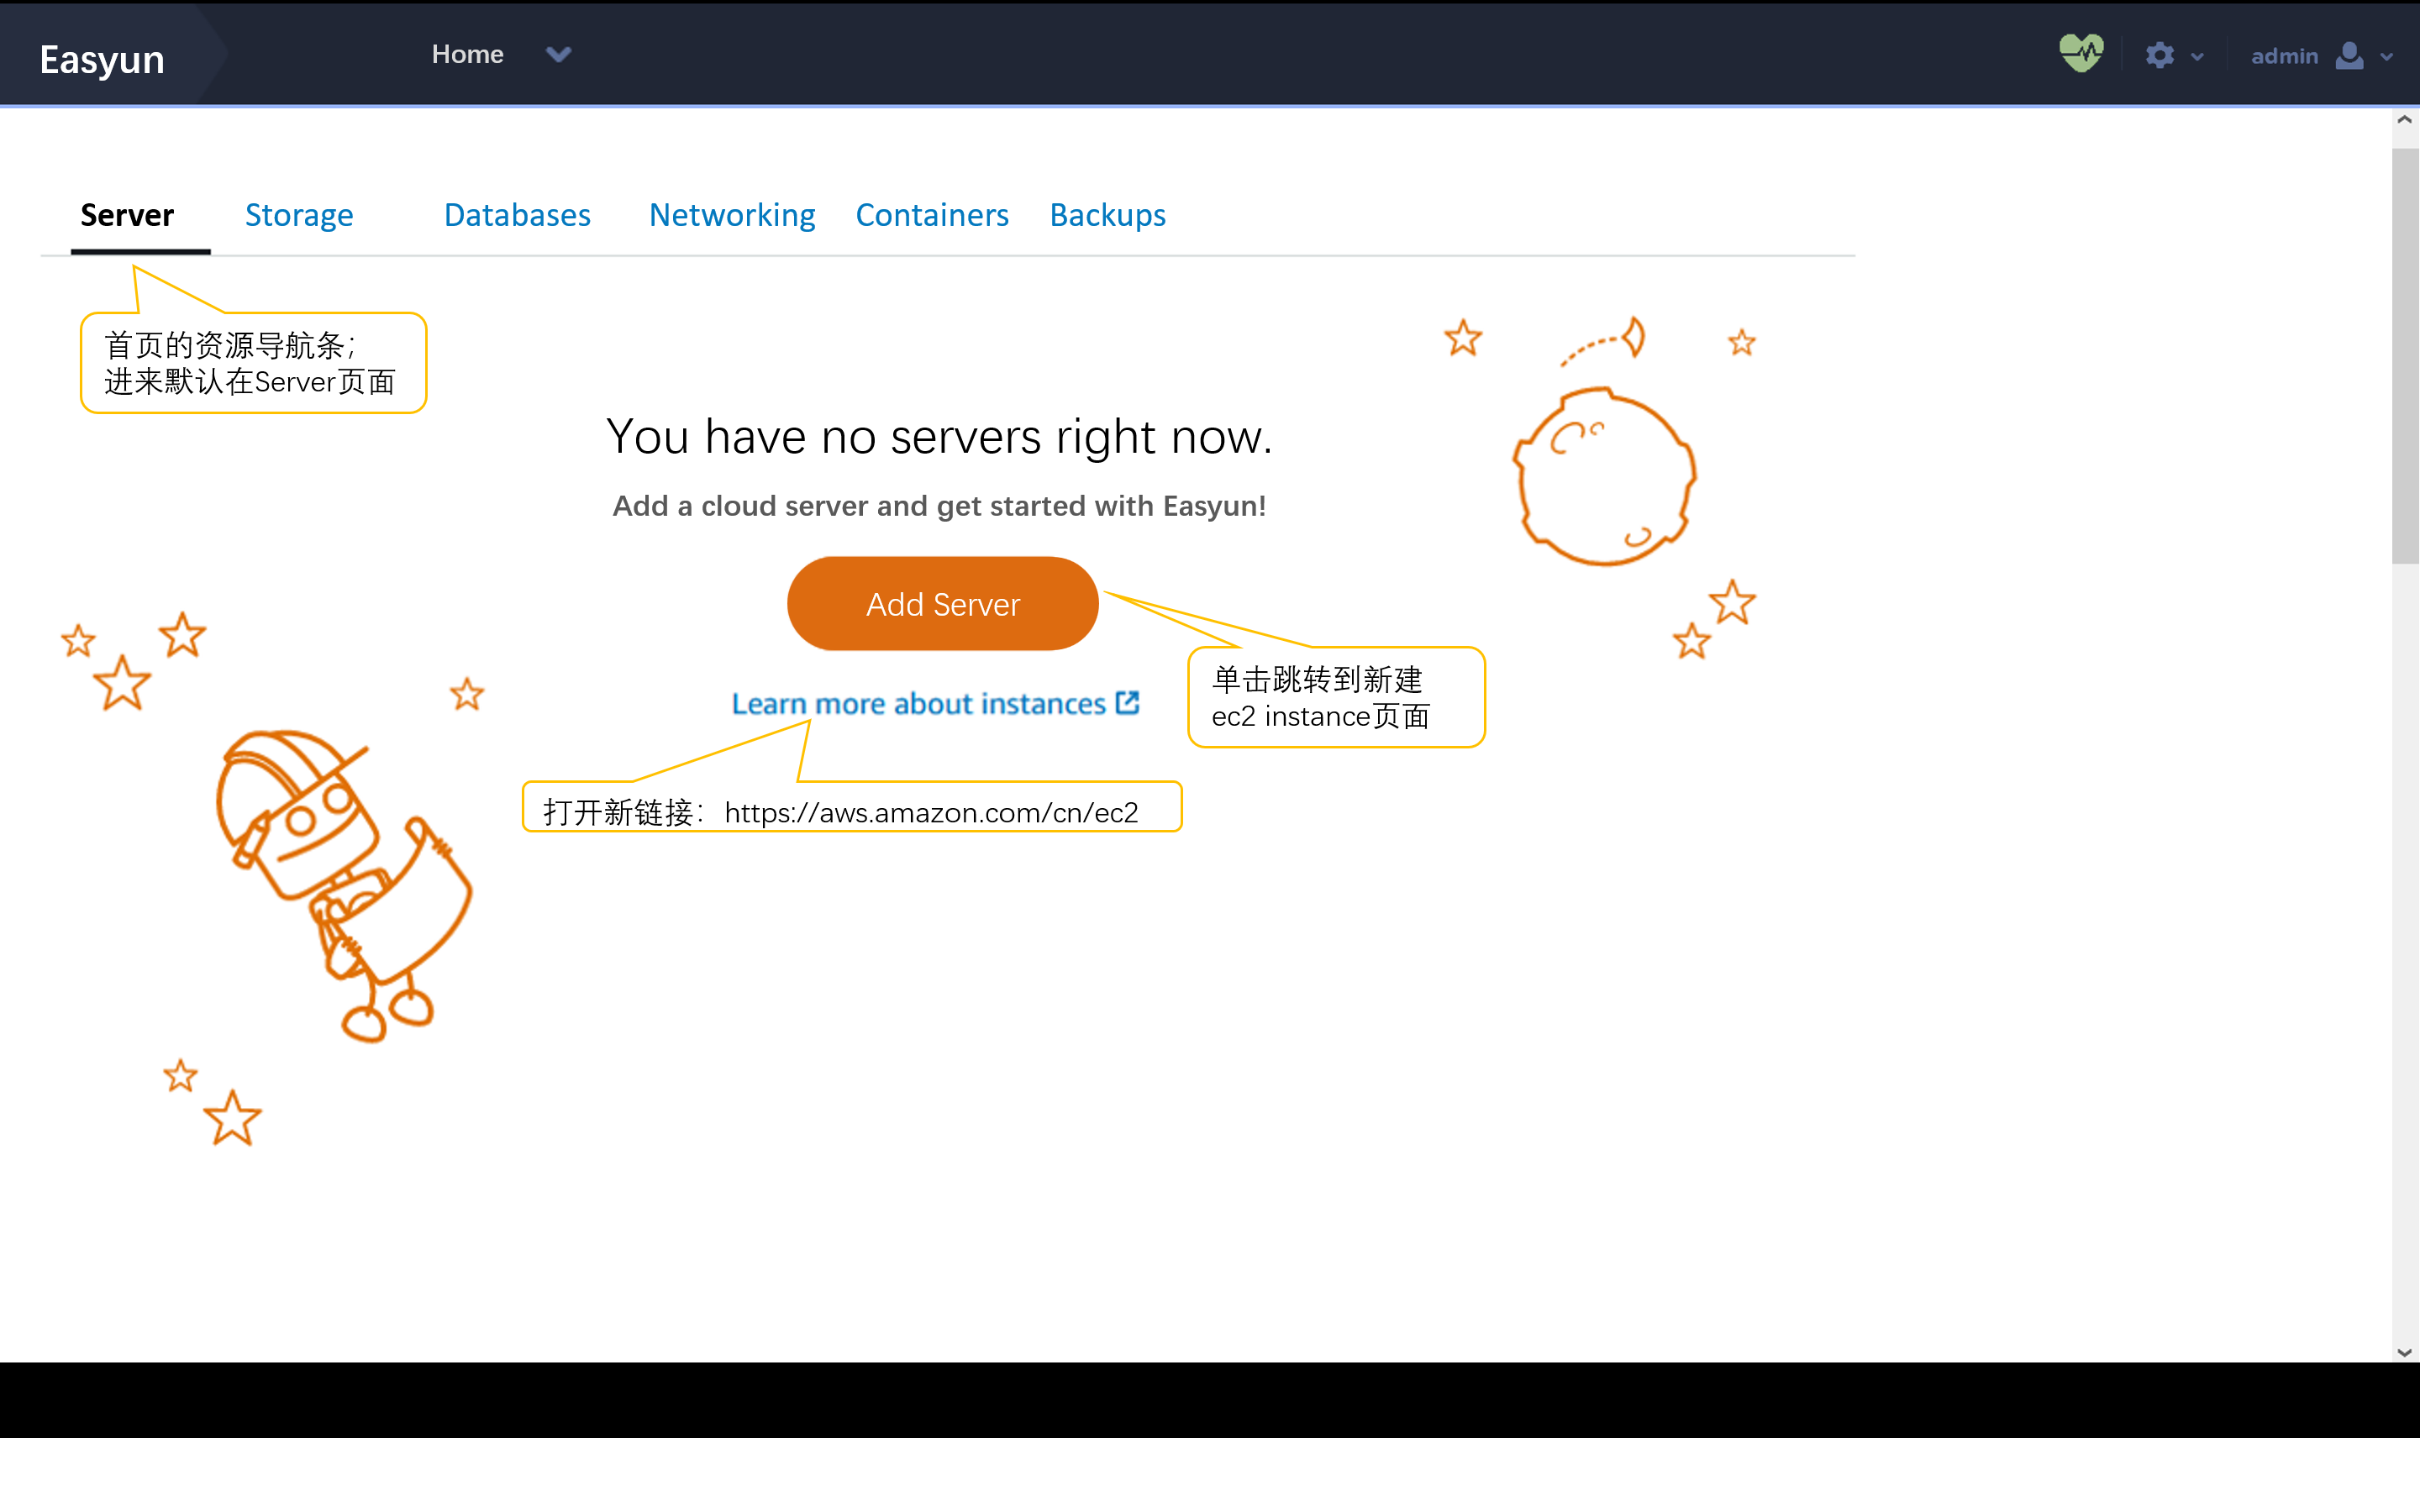 Easyun
Home
admin
Server Storage Databases Networking Containers Backups
首页的资源导航条；
进来默认在Server页面
You have no servers right now.
Add a cloud server and get started with Easyun!
Add Server
单击跳转到新建
ec2 instance页面
Learn more about instances
打开新链接：https://aws.amazon.com/cn/ec2